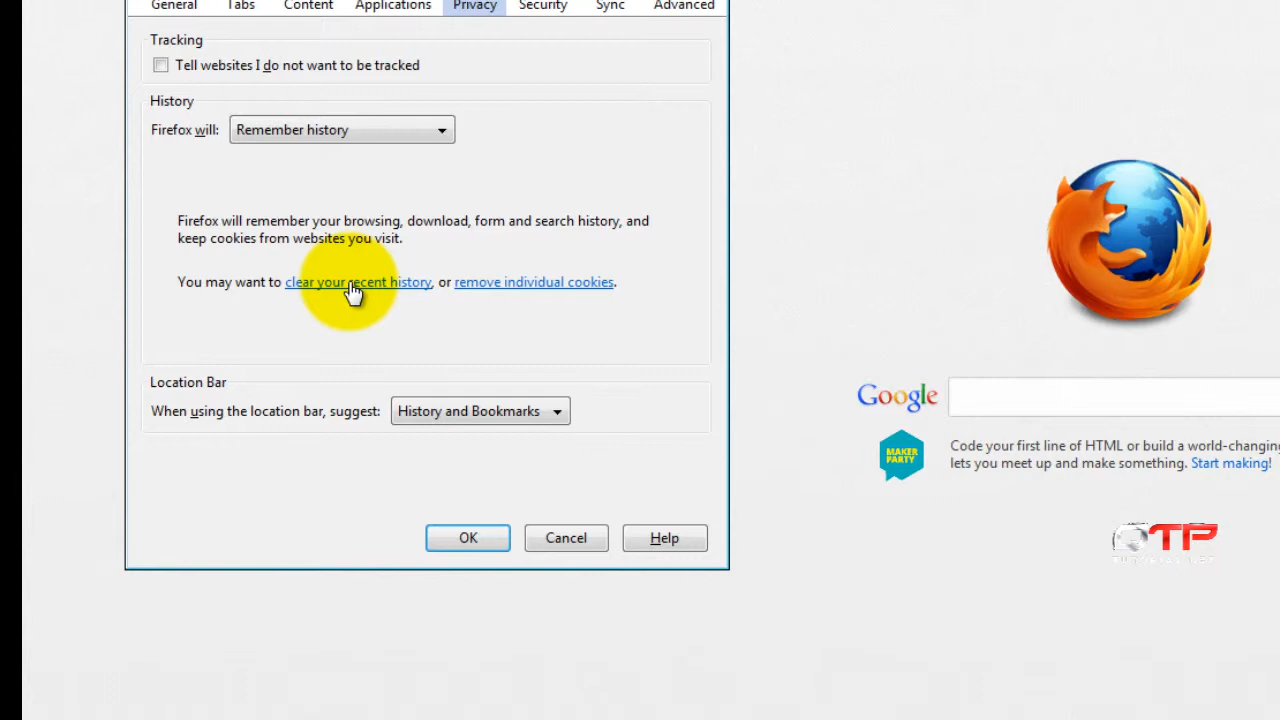 General Tabs Content Applications Privacy Security Sync Advanced
Tracking
Tell websites I do not want to be tracked
History
Firefox will: Remember history
Firefox will remember your browsing, download, form and search history, and
keep cookies from websites you visit.
You may want to clear your recent history, or remove individual cookies.
Location Bar
When using the location bar, suggest: History and Bookmarks
OK Cancel Help
Google
MAKER
PARTY
Code your first line of HTML or build a world-changing
lets you meet up and make something. Start making!
TP